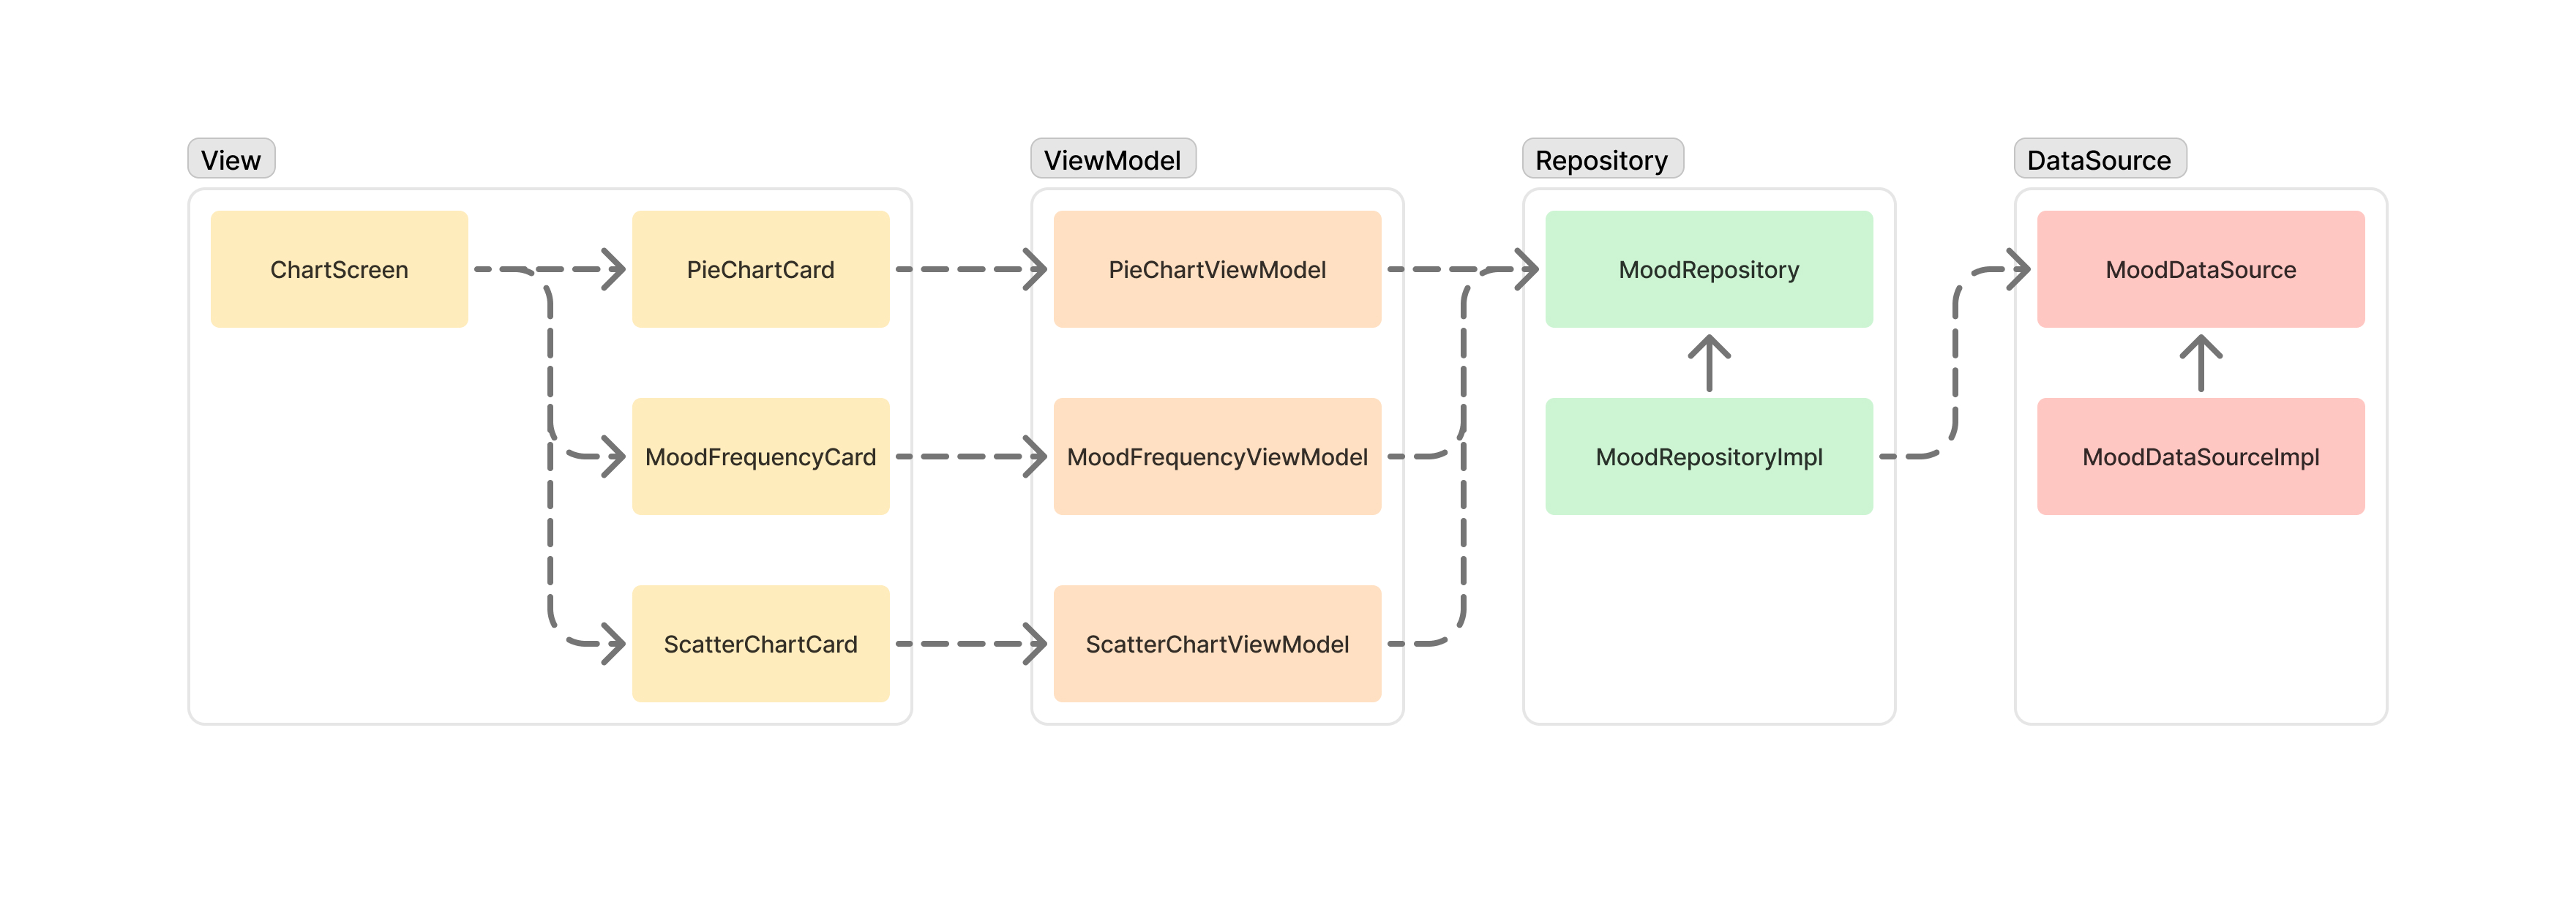 View
ViewModel
Repository
DataSource
ChartScreen
PieChartCard
PieChartViewModel
MoodRepository
MoodDataSource
MoodFrequencyCard
MoodFrequencyViewModel
MoodRepositoryImpl
MoodDataSourceImpl
ScatterChartCard
ScatterChartViewModel